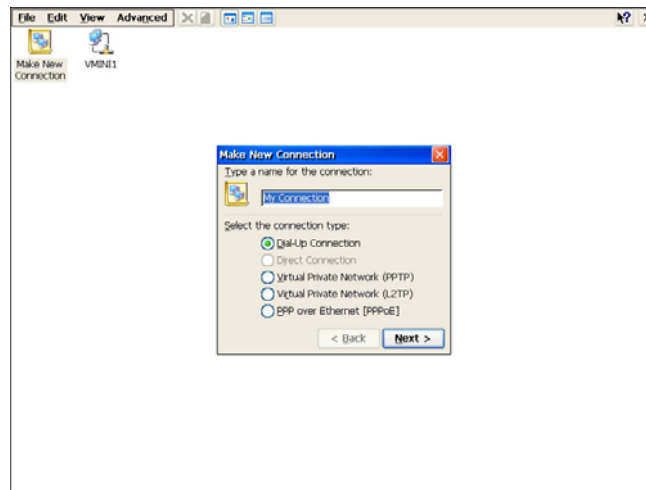 File Edit View Advanced
Make New Connection
VMINI1
Make New Connection
Type a name for the connection:
My Connection
Select the connection type:
Dial-Up Connection
Direct Connection
Virtual Private Network (PPTP)
Virtual Private Network (L2TP)
PPP over Ethernet [PPPoE]
< Back Next >